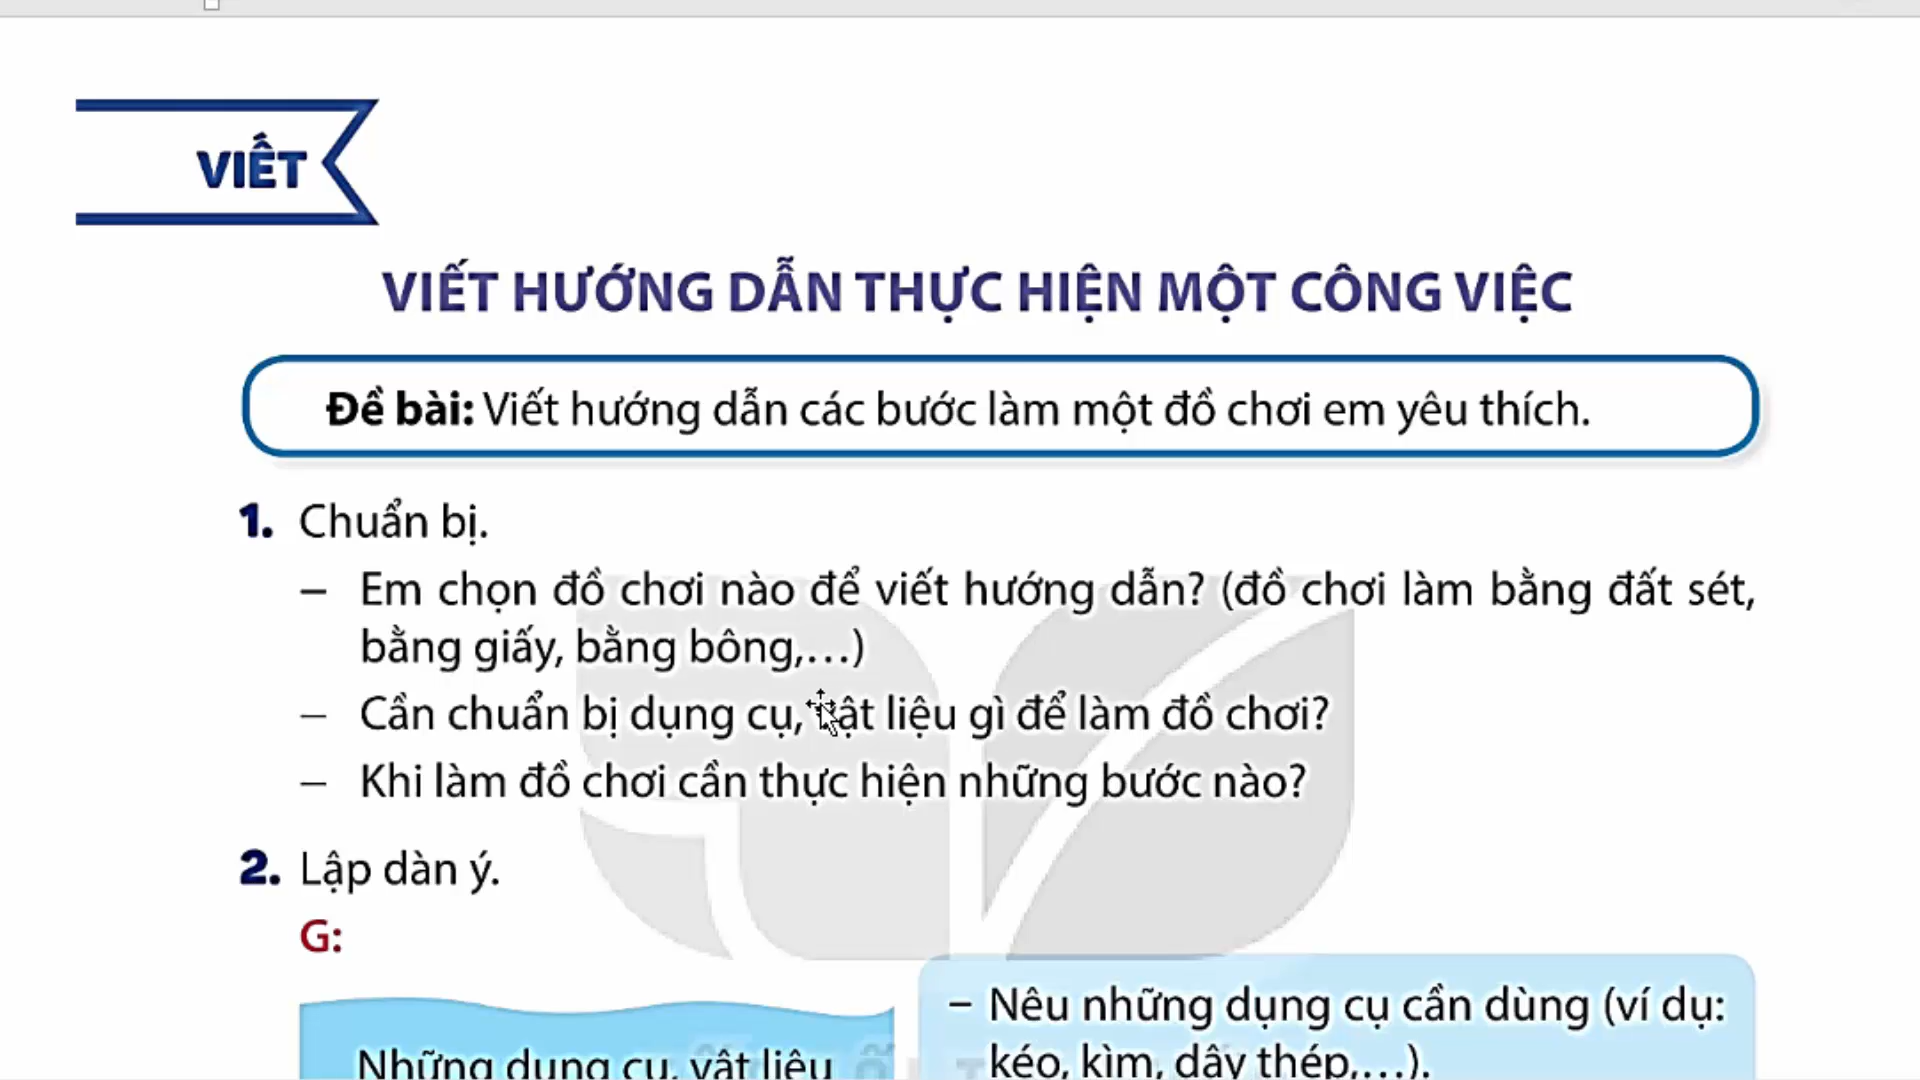 VIẾT
VIẾT HƯỚNG DẪN THỰC HIỆN MỘT CÔNG VIỆC
Đề bài: Viết hướng dẫn các bước làm một đồ chơi em yêu thích.
1. Chuẩn bị.
– Em chọn đồ chơi nào để viết hướng dẫn? (đồ chơi làm bằng đất sét,
bằng giấy, bằng bông,...)
– Cần chuẩn bị dụng cụ, vật liệu gì để làm đồ chơi?
– Khi làm đồ chơi cần thực hiện những bước nào?
2. Lập dàn ý.
G:
Những dụng cụ, vật liệu
– Nêu những dụng cụ cần dùng (ví dụ:
kéo, kìm, dây thép,...).